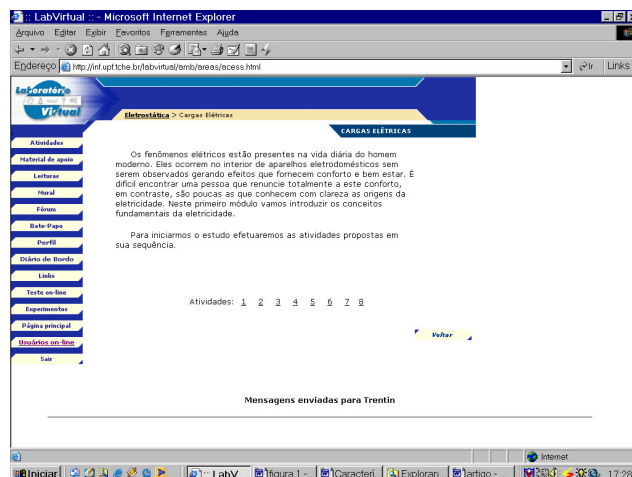 :: LabVirtual :: - Microsoft Internet Explorer
Arquivo Editar Exibir Favoritos Ferramentas Ajuda
Endereço http://inf.upf.tche.br/labvirtual/amb/areas/acess.html Ir Links
Laboratório
Virtual
Eletrostática > Cargas Elétricas
CARGAS ELÉTRICAS
Atividades
Material de apoio
Leituras
Mural
Fórum
Bate-Papo
Perfil
Diário de Bordo
Links
Teste on-line
Experimentos
Página principal
Usuários on-line
Sair
Os fenômenos elétricos estão presentes na vida diária do homem
moderno. Eles ocorrem no interior de aparelhos eletrodomésticos sem
serem observados gerando efeitos que fornecem conforto e bem estar. É
difícil encontrar uma pessoa que renuncie totalmente a este conforto,
em contraste, são poucas as que conhecem com clareza as origens da
eletricidade. Neste primeiro módulo vamos introduzir os conceitos
fundamentais da eletricidade.
Para iniciarmos o estudo efetuaremos as atividades propostas em
sua sequência.
Atividades: 1 2 3 4 5 6 7 8
Voltar
Mensagens enviadas para Trentin
Internet
Iniciar :: LabV figura 1 - Caracterí Exploran artigo - 17:28